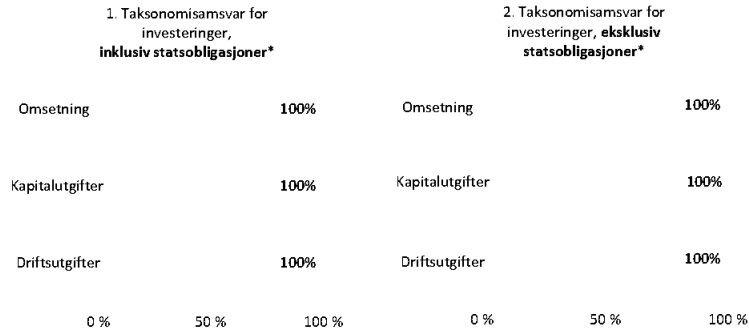 1. Taksonomisamsvar for
investeringer,
inklusiv statsobligasjoner*
Omsetning 100%
Kapitalutgifter 100%
Driftsutgifter 100%
0 % 50 % 100 %
2. Taksonomisamsvar for
investeringer, eksklusiv
statsobligasjoner*
Omsetning 100%
Kapitalutgifter 100%
Driftsutgifter 100%
0 % 50 % 100 %